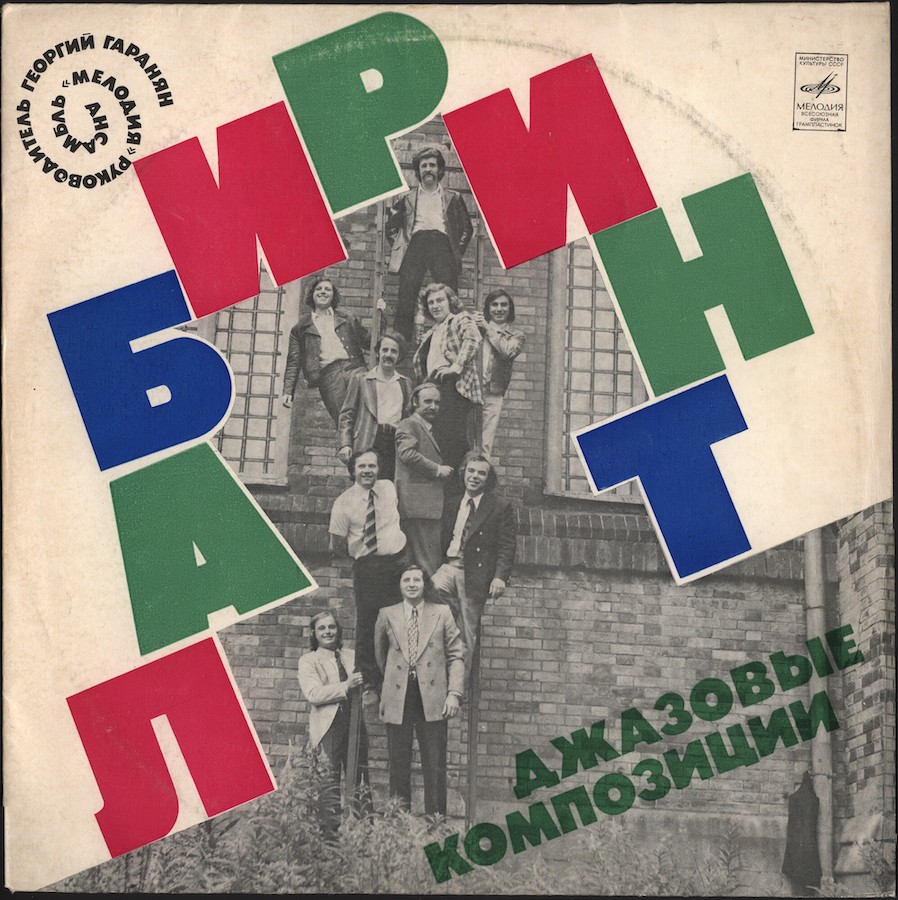 АНСАМБЛЬ «МЕЛОДИЯ» РУКОВОДИТЕЛЬ ГЕОРГИЙ ГАРАНЯН
МИНИСТЕРСТВО
КУЛЬТУРЫ СССР
МЕЛОДИЯ
ВСЕСОЮЗНАЯ
ФИРМА
ГРАМПЛАСТИНОК
ЛАБИРИНТ
ДЖАЗОВЫЕ
КОМПОЗИЦИИ